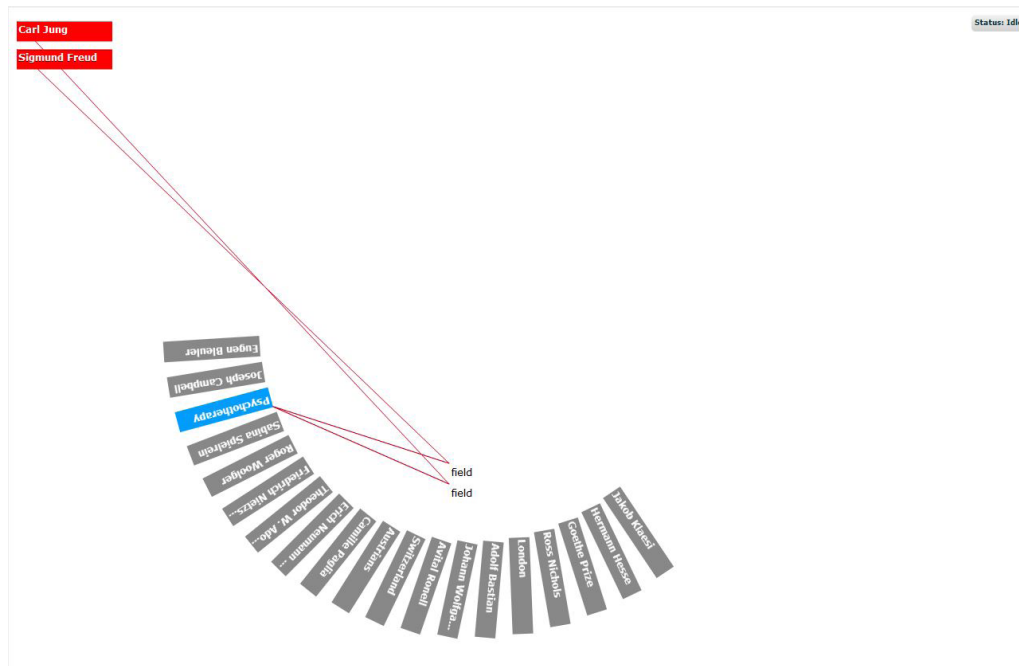 Carl Jung
Status: Idle
Sigmund Freud
Eugen Bleuler
Joseph Campbell
Psychotherapy
Sabina Spielrein
Roger Woolger
Friedrich Nietzs...
Theodor W. Ado...
Erich Neumann ...
Camille Paglia
Austrians
Switzerland
Avital Ronell
Johann Wolfga...
Adolf Bastian
London
Ross Nichols
Goethe Prize
Hermann Hesse
Jakob Klaesi
field
field